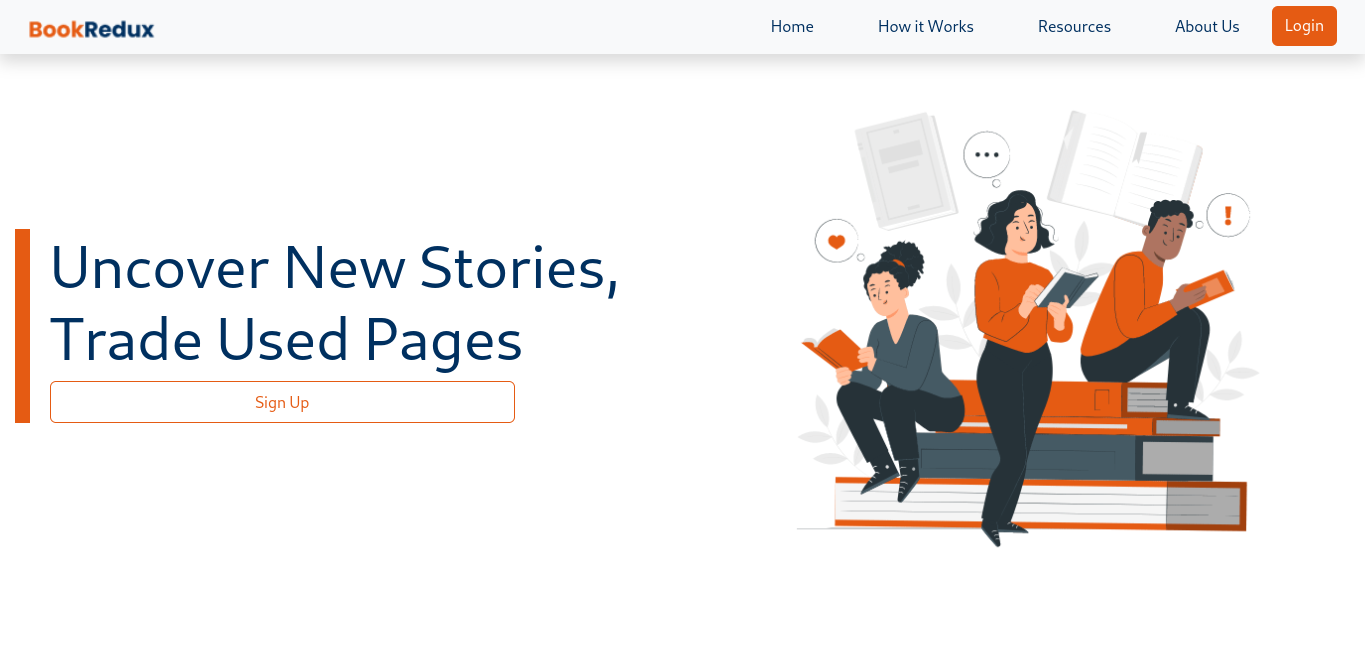 BookRedux
Home
How it Works
Resources
About Us
Login
Uncover New Stories,
Trade Used Pages
Sign Up